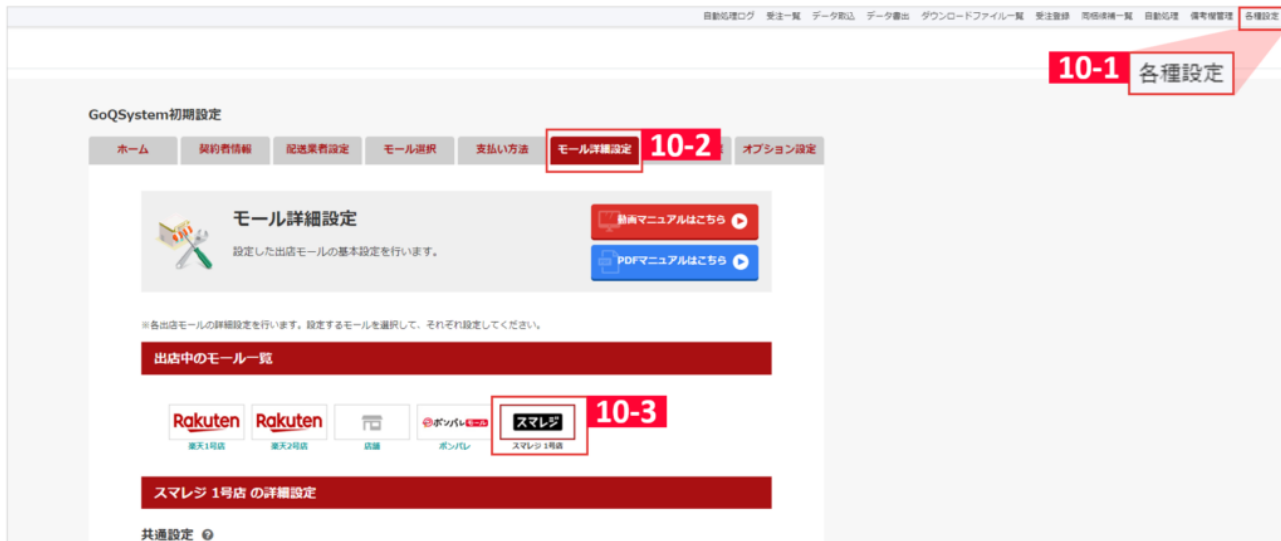 自動処理ログ 受注一覧 データ取込 データ書出 ダウンロードファイル一覧 受注登録 同梱候補一覧 自動処理 備考欄管理 各種設定
10-1 各種設定
GoQSystem初期設定
ホーム 契約者情報 配送業者設定 モール選択 支払い方法 モール詳細設定 10-2 オプション設定
モール詳細設定
設定した出店モールの基本設定を行います。
動画マニュアルはこちら
PDFマニュアルはこちら
※各出店モールの詳細設定を行います。設定するモールを選択して、それぞれ設定してください。
出店中のモール一覧
Rakuten Rakuten ポンパレモール スマレジ 10-3
楽天1号店 楽天2号店 店舗 ポンパレ スマレジ 1号店
スマレジ 1号店 の詳細設定
共通設定 ?